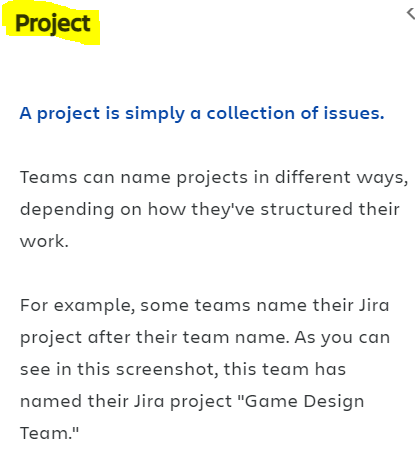 Project
A project is simply a collection of issues.
Teams can name projects in different ways,
depending on how they've structured their
work.
For example, some teams name their Jira
project after their team name. As you can
see in this screenshot, this team has
named their Jira project "Game Design
Team."